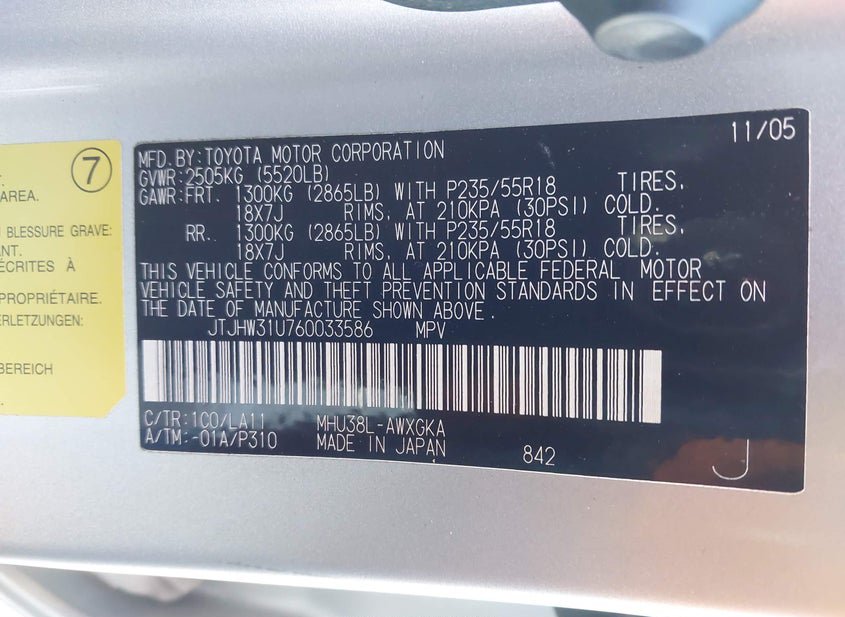 7
.
AREA.
BLESSURE GRAVE:
ANT.
ÉCRITES À
PROPRIÉTAIRE.
ERLETZUNGEN:
BEREICH
11/05
MFD. BY: TOYOTA MOTOR CORPORATION
GVWR: 2505KG (5520LB)
GAWR: FRT. 1300KG (2865LB) WITH P235/55R18 TIRES,
18X7J RIMS, AT 210KPA (30PSI) COLD.
RR. 1300KG (2865LB) WITH P235/55R18 TIRES,
18X7J RIMS, AT 210KPA (30PSI) COLD.
THIS VEHICLE CONFORMS TO ALL APPLICABLE FEDERAL MOTOR
VEHICLE SAFETY AND THEFT PREVENTION STANDARDS IN EFFECT ON
THE DATE OF MANUFACTURE SHOWN ABOVE.
JTJHW31U760033586 MPV
C/TR: 1C0/LA11 MHU38L-AWXGKA
A/TM: -01A/P310 MADE IN JAPAN 842
J